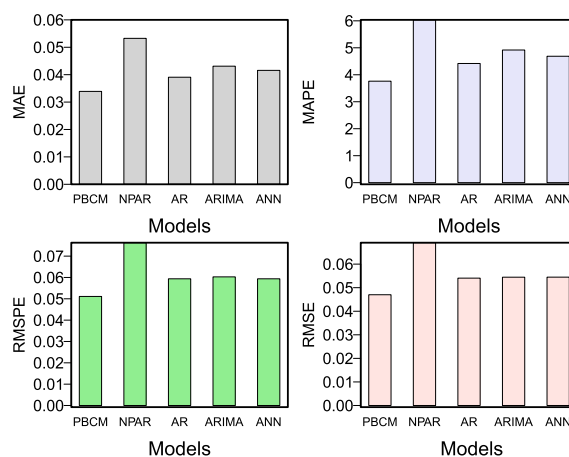 MAE
0.06
0.05
0.04
0.03
0.02
0.01
0.00
PBCM NPAR AR ARIMA ANN
Models
MAPE
6
5
4
3
2
1
0
PBCM NPAR AR ARIMA ANN
Models
RMSPE
0.07
0.06
0.05
0.04
0.03
0.02
0.01
0.00
PBCM NPAR AR ARIMA ANN
Models
RMSE
0.06
0.05
0.04
0.03
0.02
0.01
0.00
PBCM NPAR AR ARIMA ANN
Models